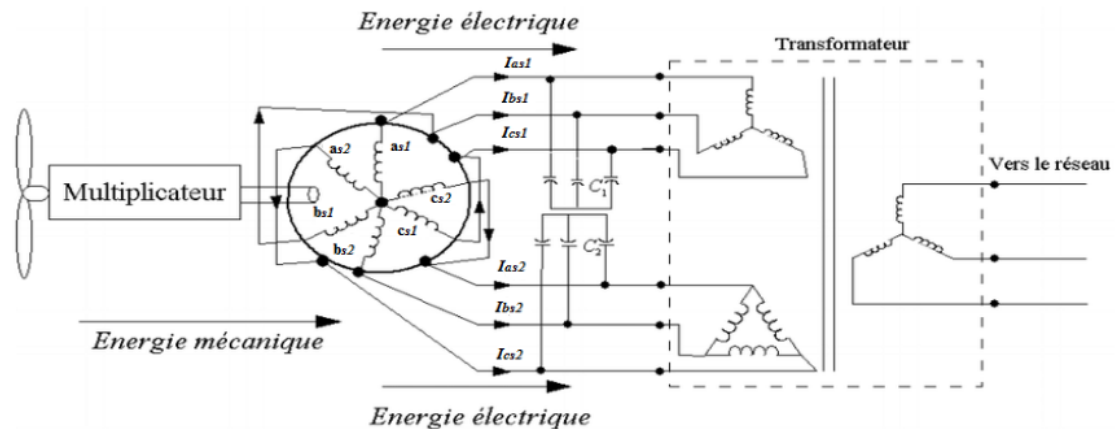 Energie électrique
Transformateur
Ias1
Ibs1
Ics1
as2
as1
Multiplicateur
cs2
C1
Vers le réseau
bs1
cs1
bs2
C2
Ias2
Ibs2
Energie mécanique
Ics2
Energie électrique